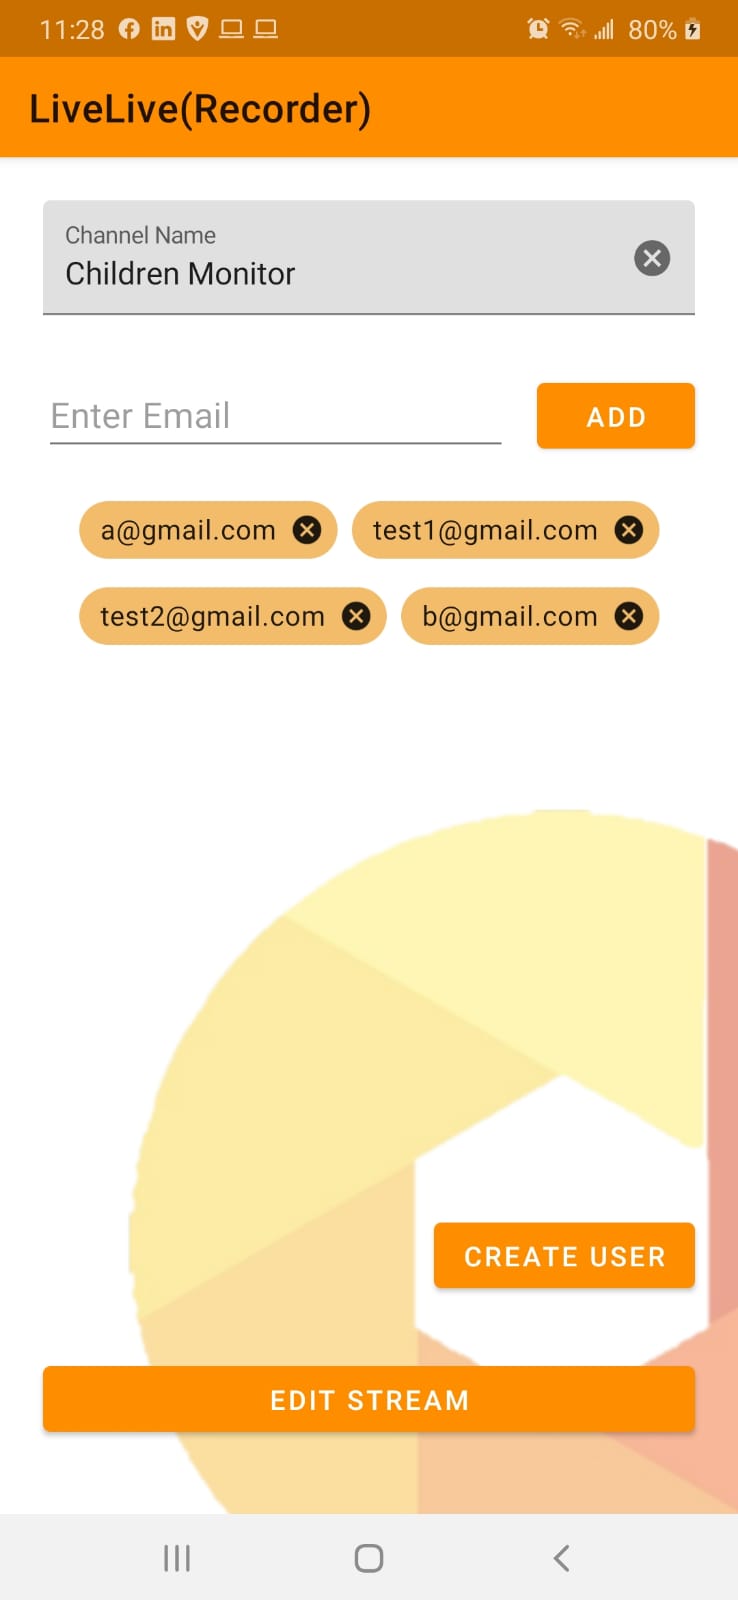 11:28 80%
LiveLive(Recorder)
Channel Name
Children Monitor
Enter Email ADD
a@gmail.com test1@gmail.com
test2@gmail.com b@gmail.com
CREATE USER
EDIT STREAM